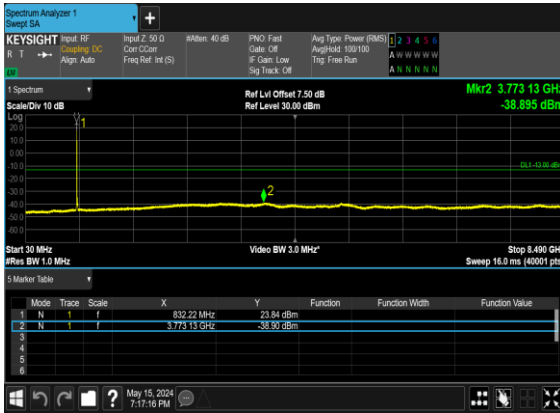 Spectrum Analyzer 1
Swept SA
+
KEYSIGHT Input: RF Input Z: 50 Ω #Atten: 40 dB PNO: Fast Avg Type: Power (RMS) 1 2 3 4 5 6
R T Coupling: DC Corr CCorr Gate: Off Avg|Hold: 100/100 A W W W W W
Align: Auto Freq Ref: Int (S) IF Gain: Low Trig: Free Run
LXI Sig Track: Off A N N N N N
1 Spectrum Ref Lvl Offset 7.50 dB Mkr2 3.773 13 GHz
Scale/Div 10 dB Ref Level 30.00 dBm -38.895 dBm
Log
20.0
10.0
0.00
-10.0
-20.0
-30.0
-40.0
-50.0
-60.0
1
DL1 -13.00 dBm
2
Start 30 MHz Video BW 3.0 MHz* Stop 8.490 GHz
#Res BW 1.0 MHz Sweep 16.0 ms (40001 pts)
5 Marker Table
Mode Trace Scale X Y Function Function Width Function Value
1 N 1 f 832.22 MHz 23.84 dBm
2 N 1 f 3.773 13 GHz -38.90 dBm
3
4
5
6
? May 15, 2024
7:17:16 PM